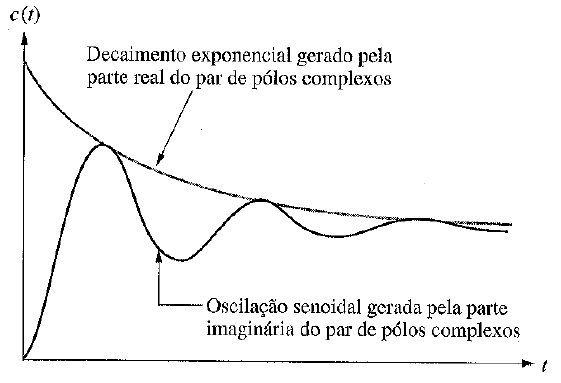 c(t)
Decaimento exponencial gerado pela
parte real do par de pólos complexos
Oscilação senoidal gerada pela parte
imaginária do par de pólos complexos
t